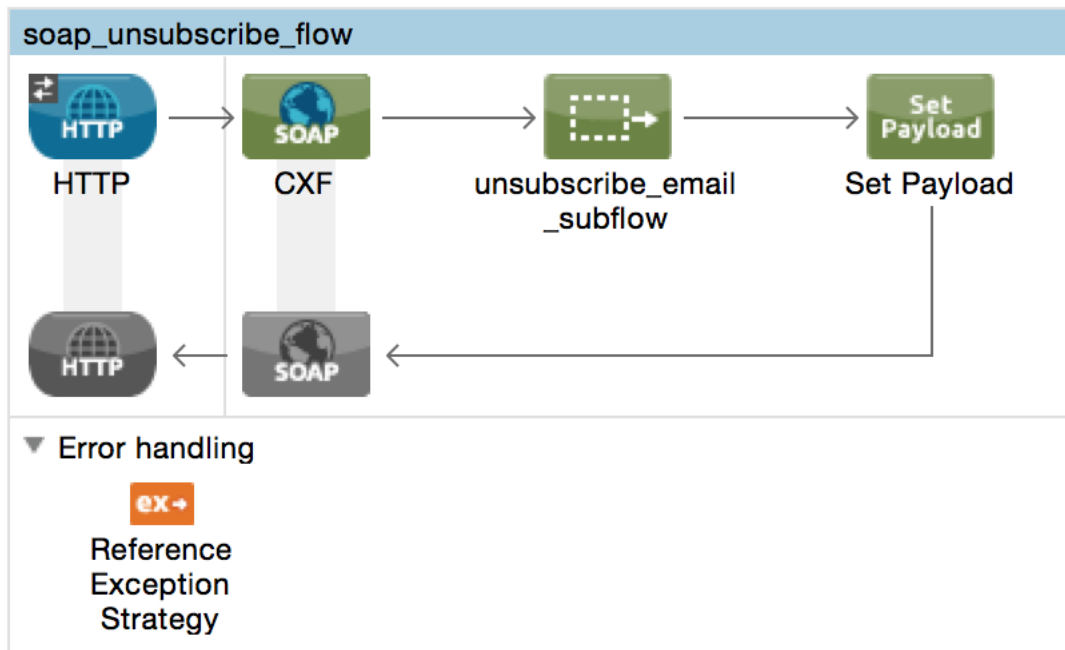 soap_unsubscribe_flow
HTTP
SOAP
Set
Payload
HTTP
CXF
unsubscribe_email
_subflow
Set Payload
HTTP
SOAP
Error handling
ex
Reference
Exception
Strategy